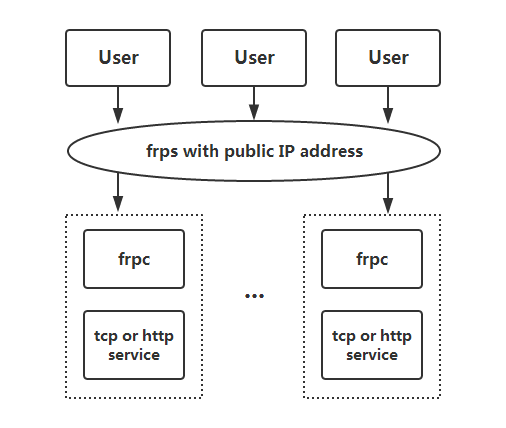 User
User
User
frps with public IP address
frpc
frpc
...
tcp or http
service
tcp or http
service